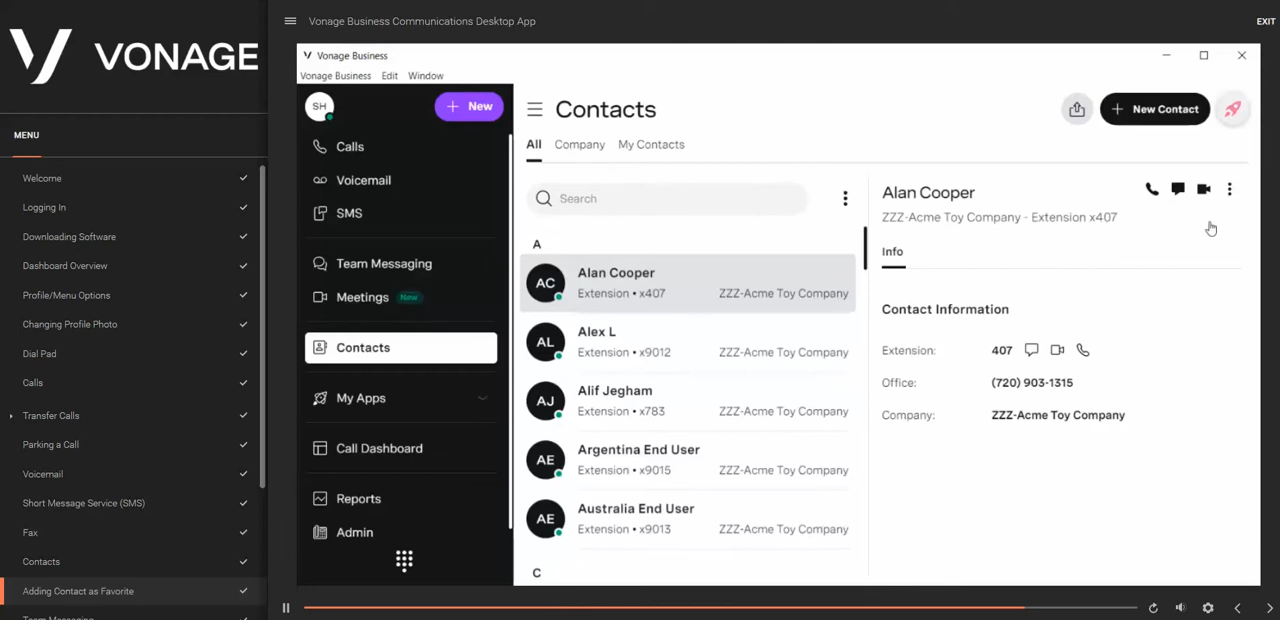 VONAGE
MENU
Welcome
Logging In
Downloading Software
Dashboard Overview
Profile/Menu Options
Changing Profile Photo
Dial Pad
Calls
Transfer Calls
Parking a Call
Voicemail
Short Message Service (SMS)
Fax
Contacts
Adding Contact as Favorite
Team Messaging
Vonage Business Communications Desktop App
EXIT
Vonage Business
Vonage Business Edit Window
SH
+ New
Calls
Voicemail
SMS
Team Messaging
Meetings New
Contacts
My Apps
Call Dashboard
Reports
Admin
Contacts
+ New Contact
All Company My Contacts
Search
A
AC
Alan Cooper
Extension • x407 ZZZ-Acme Toy Company
AL
Alex L
Extension • x9012 ZZZ-Acme Toy Company
AJ
Alif Jegham
Extension • x783 ZZZ-Acme Toy Company
AE
Argentina End User
Extension • x9015 ZZZ-Acme Toy Company
AE
Australia End User
Extension • x9013 ZZZ-Acme Toy Company
C
Alan Cooper
ZZZ-Acme Toy Company - Extension x407
Info
Contact Information
Extension: 407
Office: (720) 903-1315
Company: ZZZ-Acme Toy Company